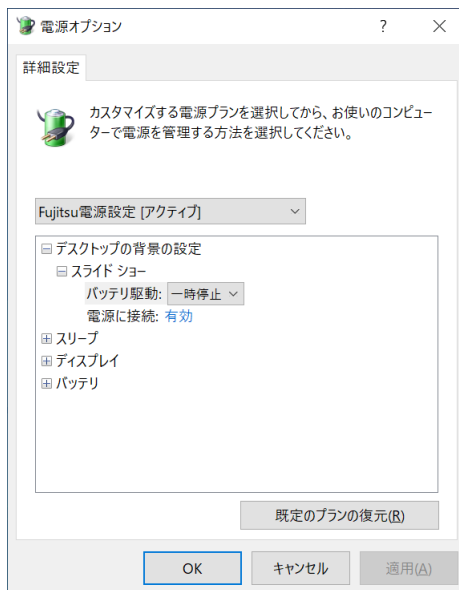 電源オプション
?
詳細設定
カスタマイズする電源プランを選択してから、お使いのコンピュー
ターで電源を管理する方法を選択してください。
Fujitsu電源設定 [アクティブ]
デスクトップの背景の設定
スライド ショー
バッテリ駆動: 一時停止
電源に接続: 有効
スリープ
ディスプレイ
バッテリ
既定のプランの復元(R)
OK
キャンセル
適用(A)